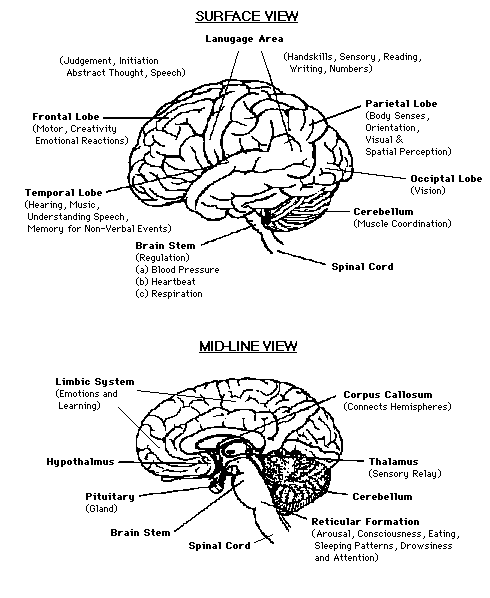 SURFACE VIEW
Lanugage Area
(Judgement, Initiation
Abstract Thought, Speech)
(Handskills, Sensory, Reading,
Writing, Numbers)
Frontal Lobe
(Motor, Creativity
Emotional Reactions)
Parietal Lobe
(Body Senses,
Orientation,
Visual &
Spatial Perception)
Temporal Lobe
(Hearing, Music,
Understanding Speech,
Memory for Non-Verbal Events)
Occiptal Lobe
(Vision)
Cerebellum
(Muscle Coordination)
Brain Stem
(Regulation)
(a) Blood Pressure
(b) Heartbeat
(c) Respiration
Spinal Cord
MID-LINE VIEW
Limbic System
(Emotions and
Learning)
Corpus Callosum
(Connects Hemispheres)
Hypothalmus
Thalamus
(Sensory Relay)
Pituitary
(Gland)
Cerebellum
Brain Stem
Reticular Formation
(Arousal, Consciousness, Eating,
Sleeping Patterns, Drowsiness
and Attention)
Spinal Cord